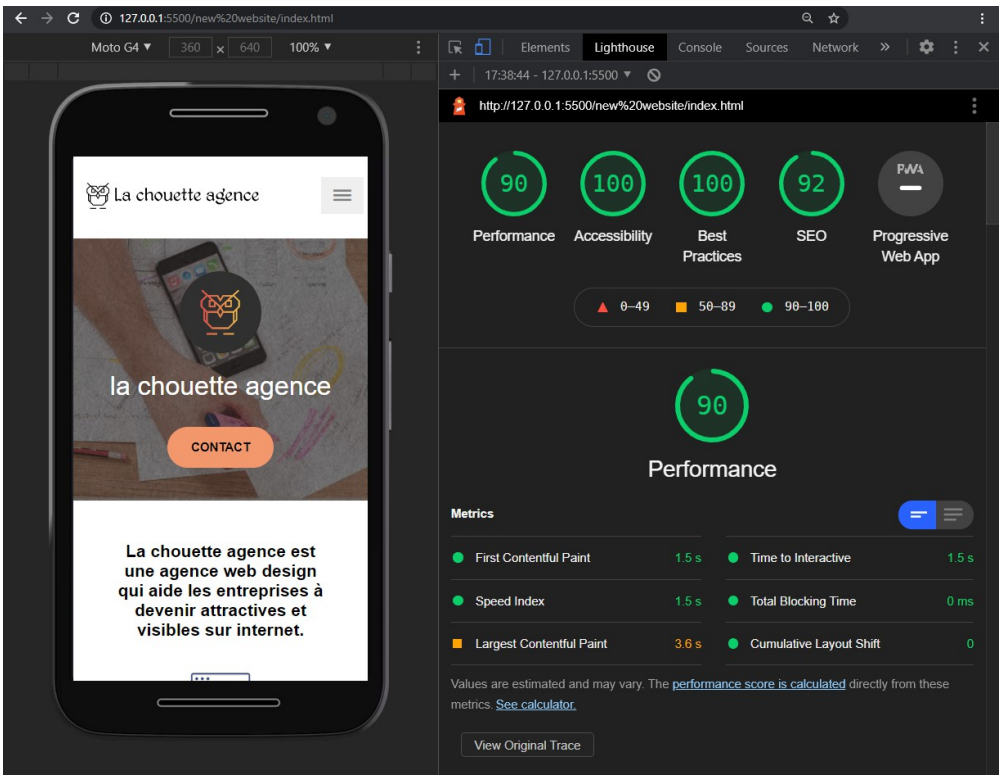 127.0.0.1:5500/new%20website/index.html
Moto G4 ▼ 360 x 640 100% ▼
Elements Lighthouse Console Sources Network »
+ 17:38:44 - 127.0.0.1:5500 ▼
http://127.0.0.1:5500/new%20website/index.html
La chouette agence
la chouette agence
CONTACT
La chouette agence est
une agence web design
qui aide les entreprises à
devenir attractives et
visibles sur internet.
90 100 100 92 PWA
Performance Accessibility Best Practices SEO Progressive Web App
0–49 50–89 90–100
90
Performance
Metrics
First Contentful Paint 1.5 s Time to Interactive 1.5 s
Speed Index 1.5 s Total Blocking Time 0 ms
Largest Contentful Paint 3.6 s Cumulative Layout Shift 0
Values are estimated and may vary. The performance score is calculated directly from these
metrics. See calculator.
View Original Trace